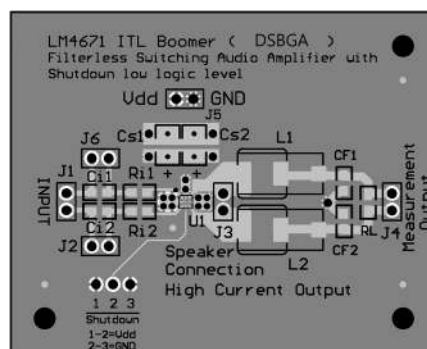 LM4671 ITL Boomer ( DSBGA )
Filterless Switching Audio Amplifier with
Shutdown low logic level
Vdd GND
J5
Cs1 Cs2
J6 L1
J1 Ci1 Ri1 + + CF1
INPUT
U1
Ci2 Ri2 J3 RL J4
J2 CF2
Measurement
Output
Speaker L2
Connection
1 2 3 High Current Output
Shutdown
1-2=Vdd
2-3=GND